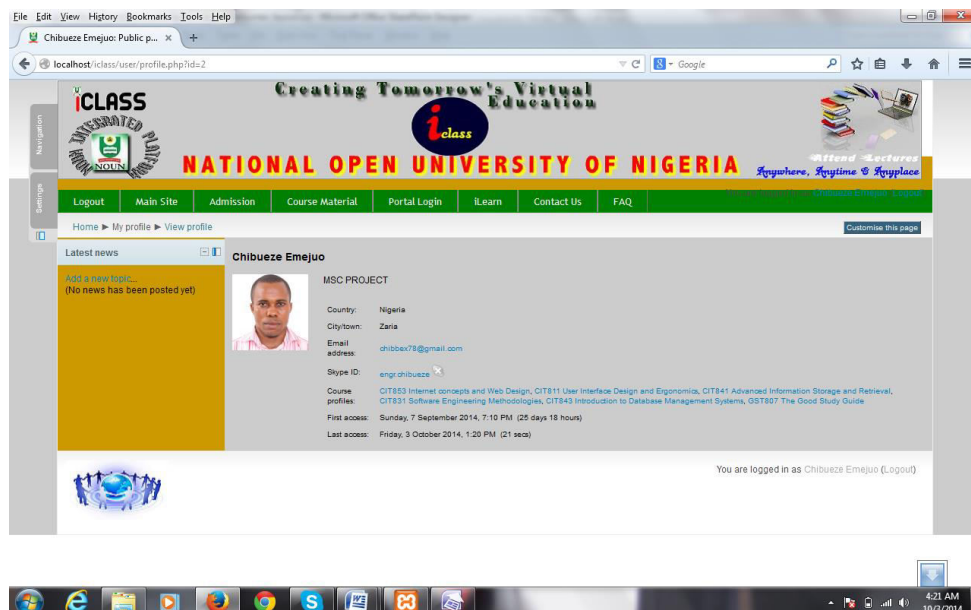 File Edit View History Bookmarks Tools Help
Chibueze Emejuo: Public p... × +
localhost/iclass/user/profile.php?id=2
Google
iCLASS
Creating Tomorrow's Virtual
Education
iclass
NOUN
INTEGRATED PLATFORM
NATIONAL OPEN UNIVERSITY OF NIGERIA
Attend Lectures
Anywhere, Anytime & Anyplace
Navigation
Settings
Logout Main Site Admission Course Material Portal Login iLearn Contact Us FAQ
Home ► My profile ► View profile
Customise this page
Latest news
Add a new topic...
(No news has been posted yet)
Chibueze Emejuo
MSC PROJECT
Country: Nigeria
City/town: Zaria
Email address: chibbex78@gmail.com
Skype ID: engr.chibueze
Course profiles: CIT853 Internet concepts and Web Design, CIT811 User Interface Design and Ergonomics, CIT841 Advanced Information Storage and Retrieval,
CIT831 Software Engineering Methodologies, CIT843 Introduction to Database Management Systems, GST807 The Good Study Guide
First access: Sunday, 7 September 2014, 7:10 PM (25 days 18 hours)
Last access: Friday, 3 October 2014, 1:20 PM (21 secs)
You are logged in as Chibueze Emejuo (Logout)
4:21 AM
10/3/2014